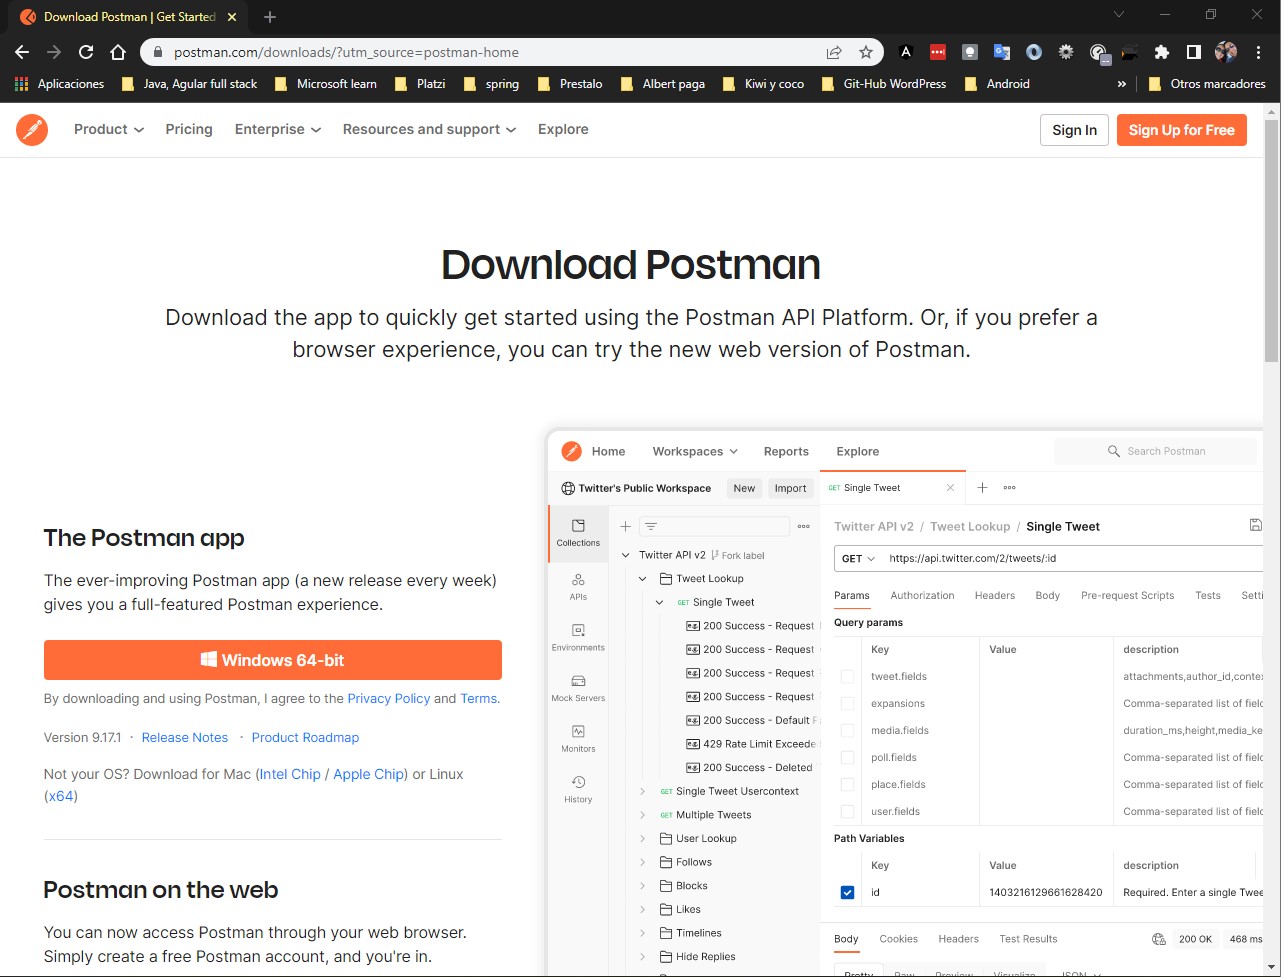 Download Postman | Get Started
postman.com/downloads/?utm_source=postman-home
Aplicaciones
Java, Agular full stack
Microsoft learn
Platzi
spring
Prestalo
Albert paga
Kiwi y coco
Git-Hub WordPress
Android
»
Otros marcadores
Product
Pricing
Enterprise
Resources and support
Explore
Sign In
Sign Up for Free
Download Postman
Download the app to quickly get started using the Postman API Platform. Or, if you prefer a
browser experience, you can try the new web version of Postman.
The Postman app
The ever-improving Postman app (a new release every week)
gives you a full-featured Postman experience.
Windows 64-bit
By downloading and using Postman, I agree to the Privacy Policy and Terms.
Version 9.17.1 · Release Notes · Product Roadmap
Not your OS? Download for Mac (Intel Chip / Apple Chip) or Linux
(x64)
Postman on the web
You can now access Postman through your web browser.
Simply create a free Postman account, and you're in.
Home
Workspaces
Reports
Explore
Search Postman
Twitter's Public Workspace
New
Import
GET Single Tweet
Collections
APIs
Environments
Mock Servers
Monitors
History
Twitter API v2
Fork label
Tweet Lookup
GET Single Tweet
200 Success - Request
200 Success - Request
200 Success - Request
200 Success - Request
200 Success - Default
429 Rate Limit Exceede
200 Success - Deleted
GET Single Tweet Usercontext
GET Multiple Tweets
User Lookup
Follows
Blocks
Likes
Timelines
Hide Replies
Twitter API v2 / Tweet Lookup / Single Tweet
GET
https://api.twitter.com/2/tweets/:id
Params
Authorization
Headers
Body
Pre-request Scripts
Tests
Setti
Query params
Key
Value
description
tweet.fields
attachments,author_id,contex
expansions
Comma-separated list of field
media.fields
duration_ms,height,media_ke
poll.fields
Comma-separated list of field
place.fields
Comma-separated list of field
user.fields
Comma-separated list of field
Path Variables
Key
Value
description
id
1403216129661628420
Required. Enter a single Twee
Body
Cookies
Headers
Test Results
200 OK
468 ms
Pretty
Raw
Preview
Visualize
JSON